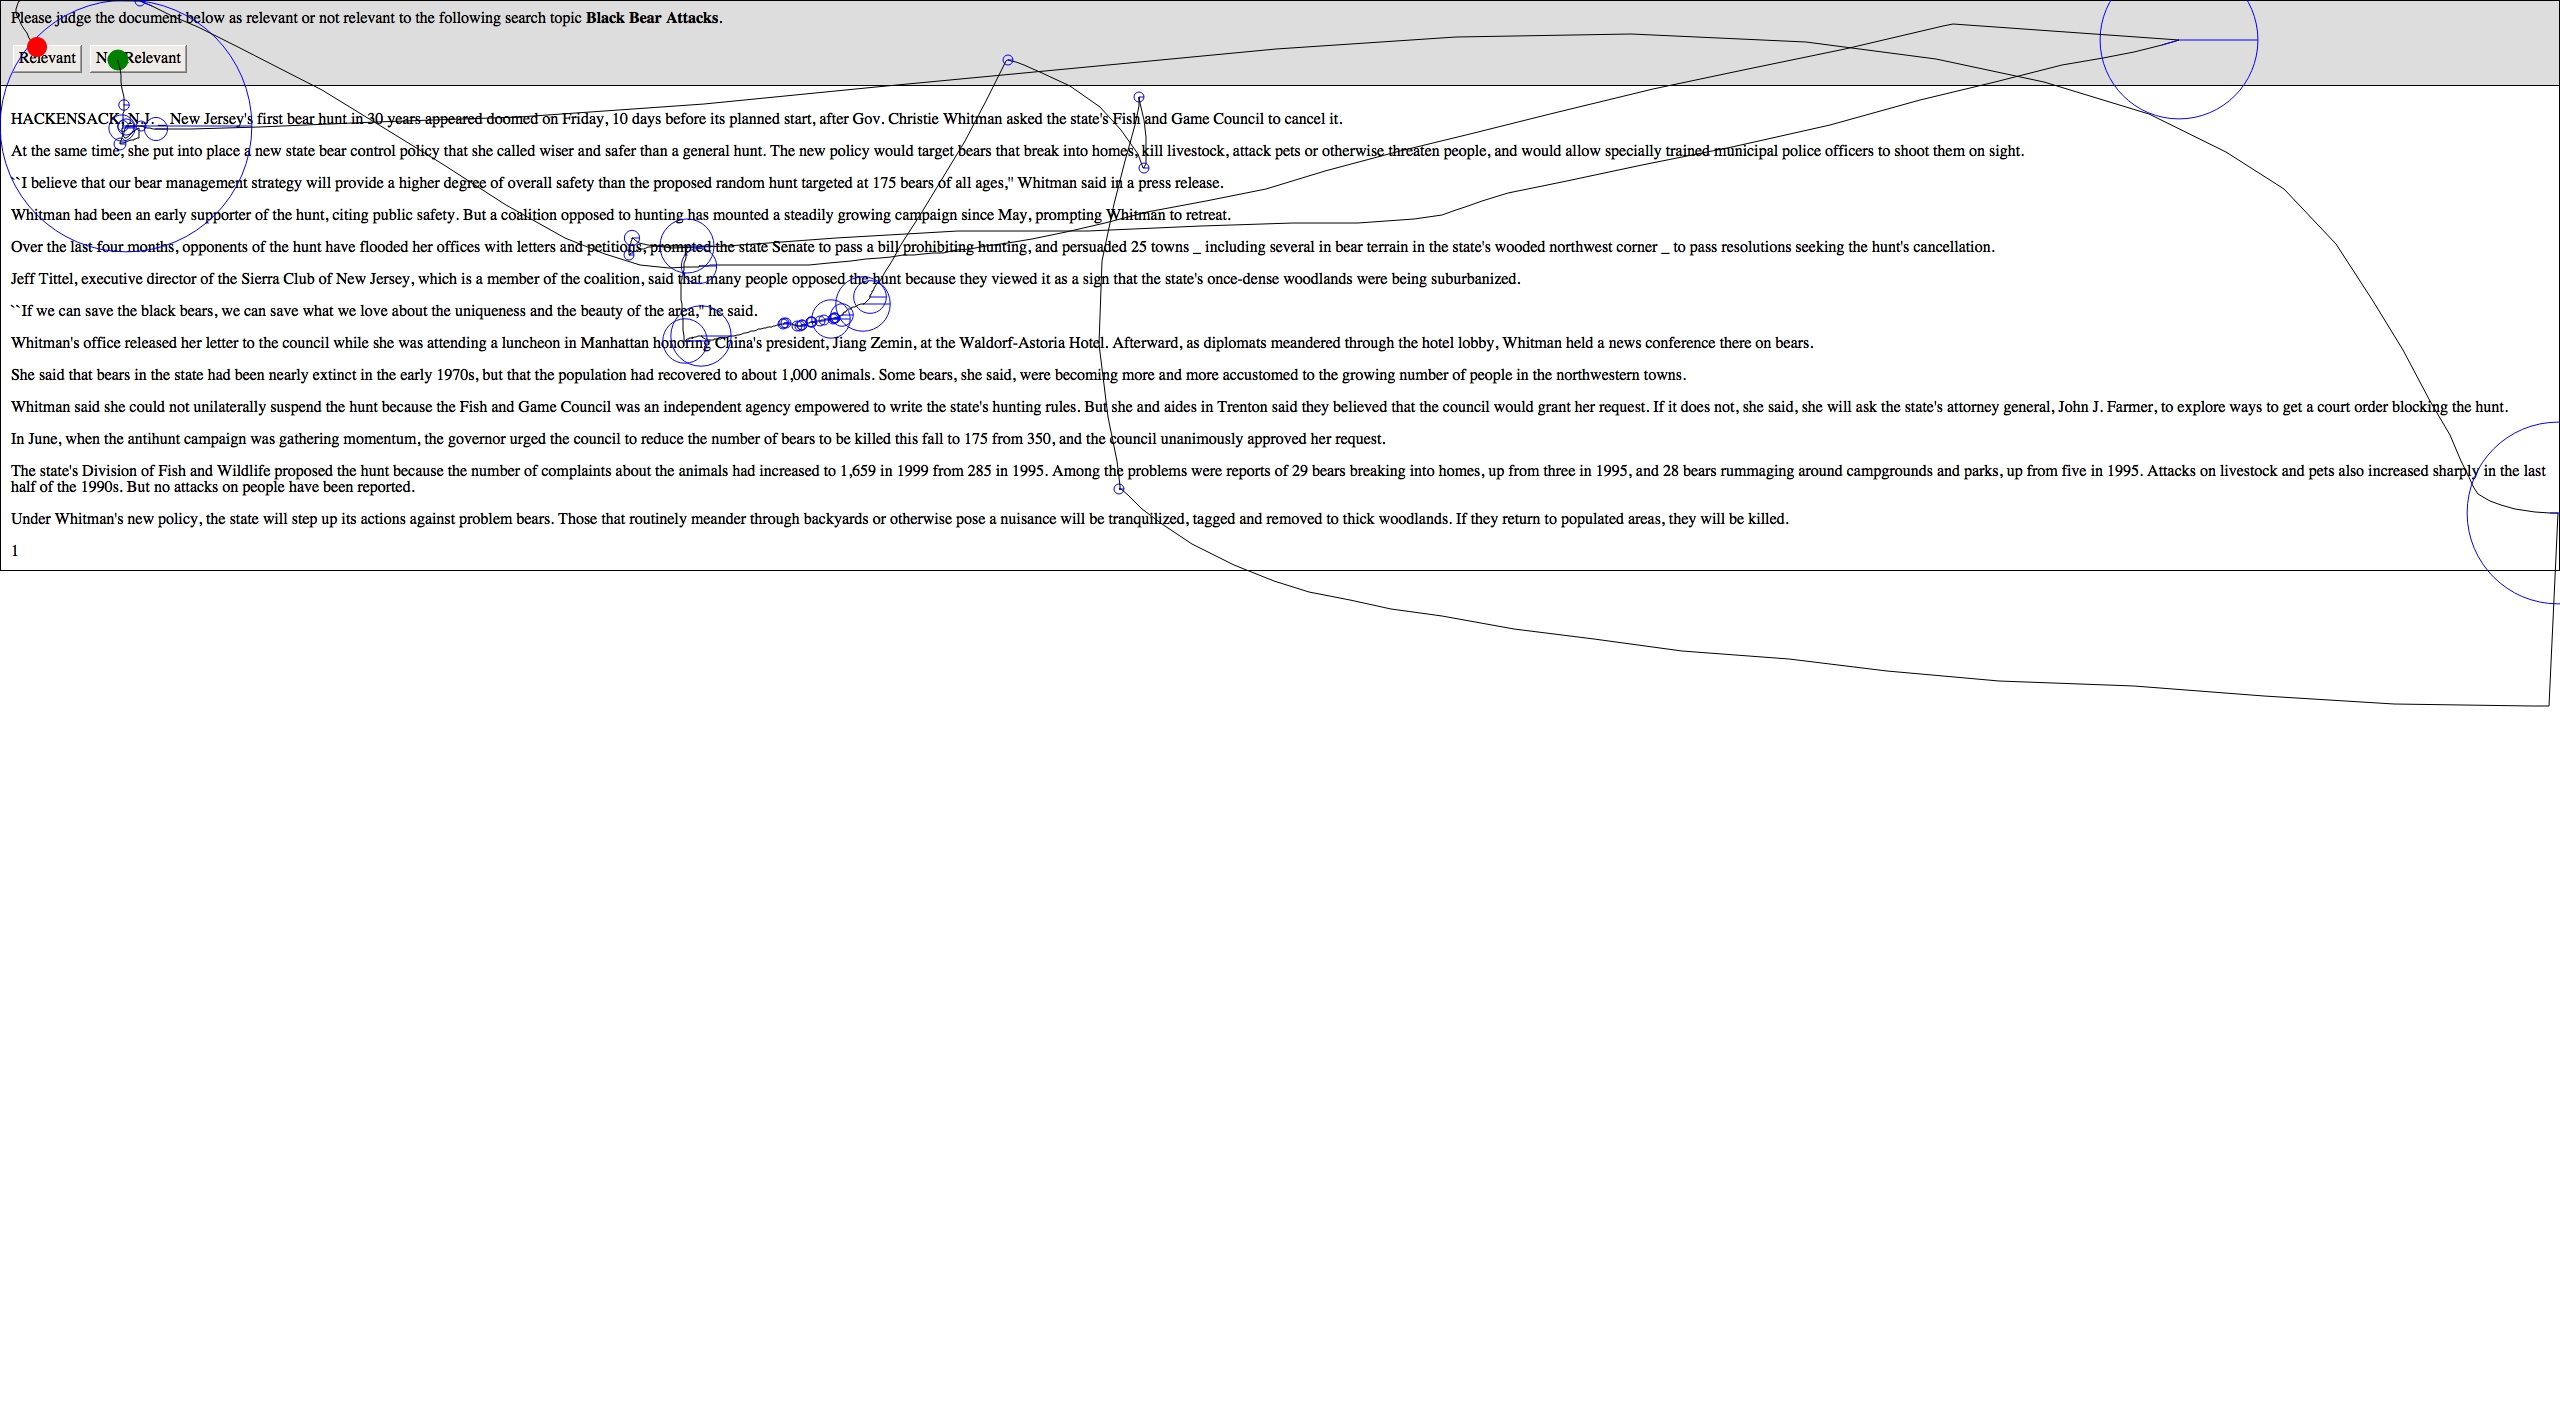 Please judge the document below as relevant or not relevant to the following search topic Black Bear Attacks.
Relevant Not Relevant
HACKENSACK, N.J. _ New Jersey's first bear hunt in 30 years appeared doomed on Friday, 10 days before its planned start, after Gov. Christie Whitman asked the state's Fish and Game Council to cancel it.
At the same time, she put into place a new state bear control policy that she called wiser and safer than a general hunt. The new policy would target bears that break into homes, kill livestock, attack pets or otherwise threaten people, and would allow specially trained municipal police officers to shoot them on sight.
``I believe that our bear management strategy will provide a higher degree of overall safety than the proposed random hunt targeted at 175 bears of all ages,'' Whitman said in a press release.
Whitman had been an early supporter of the hunt, citing public safety. But a coalition opposed to hunting has mounted a steadily growing campaign since May, prompting Whitman to retreat.
Over the last four months, opponents of the hunt have flooded her offices with letters and petitions, prompted the state Senate to pass a bill prohibiting hunting, and persuaded 25 towns _ including several in bear terrain in the state's wooded northwest corner _ to pass resolutions seeking the hunt's cancellation.
Jeff Tittel, executive director of the Sierra Club of New Jersey, which is a member of the coalition, said that many people opposed the hunt because they viewed it as a sign that the state's once-dense woodlands were being suburbanized.
``If we can save the black bears, we can save what we love about the uniqueness and the beauty of the area,'' he said.
Whitman's office released her letter to the council while she was attending a luncheon in Manhattan honoring China's president, Jiang Zemin, at the Waldorf-Astoria Hotel. Afterward, as diplomats meandered through the hotel lobby, Whitman held a news conference there on bears.
She said that bears in the state had been nearly extinct in the early 1970s, but that the population had recovered to about 1,000 animals. Some bears, she said, were becoming more and more accustomed to the growing number of people in the northwestern towns.
Whitman said she could not unilaterally suspend the hunt because the Fish and Game Council was an independent agency empowered to write the state's hunting rules. But she and aides in Trenton said they believed that the council would grant her request. If it does not, she said, she will ask the state's attorney general, John J. Farmer, to explore ways to get a court order blocking the hunt.
In June, when the antihunt campaign was gathering momentum, the governor urged the council to reduce the number of bears to be killed this fall to 175 from 350, and the council unanimously approved her request.
The state's Division of Fish and Wildlife proposed the hunt because the number of complaints about the animals had increased to 1,659 in 1999 from 285 in 1995. Among the problems were reports of 29 bears breaking into homes, up from three in 1995, and 28 bears rummaging around campgrounds and parks, up from five in 1995. Attacks on livestock and pets also increased sharply in the last
half of the 1990s. But no attacks on people have been reported.
Under Whitman's new policy, the state will step up its actions against problem bears. Those that routinely meander through backyards or otherwise pose a nuisance will be tranquilized, tagged and removed to thick woodlands. If they return to populated areas, they will be killed.
1